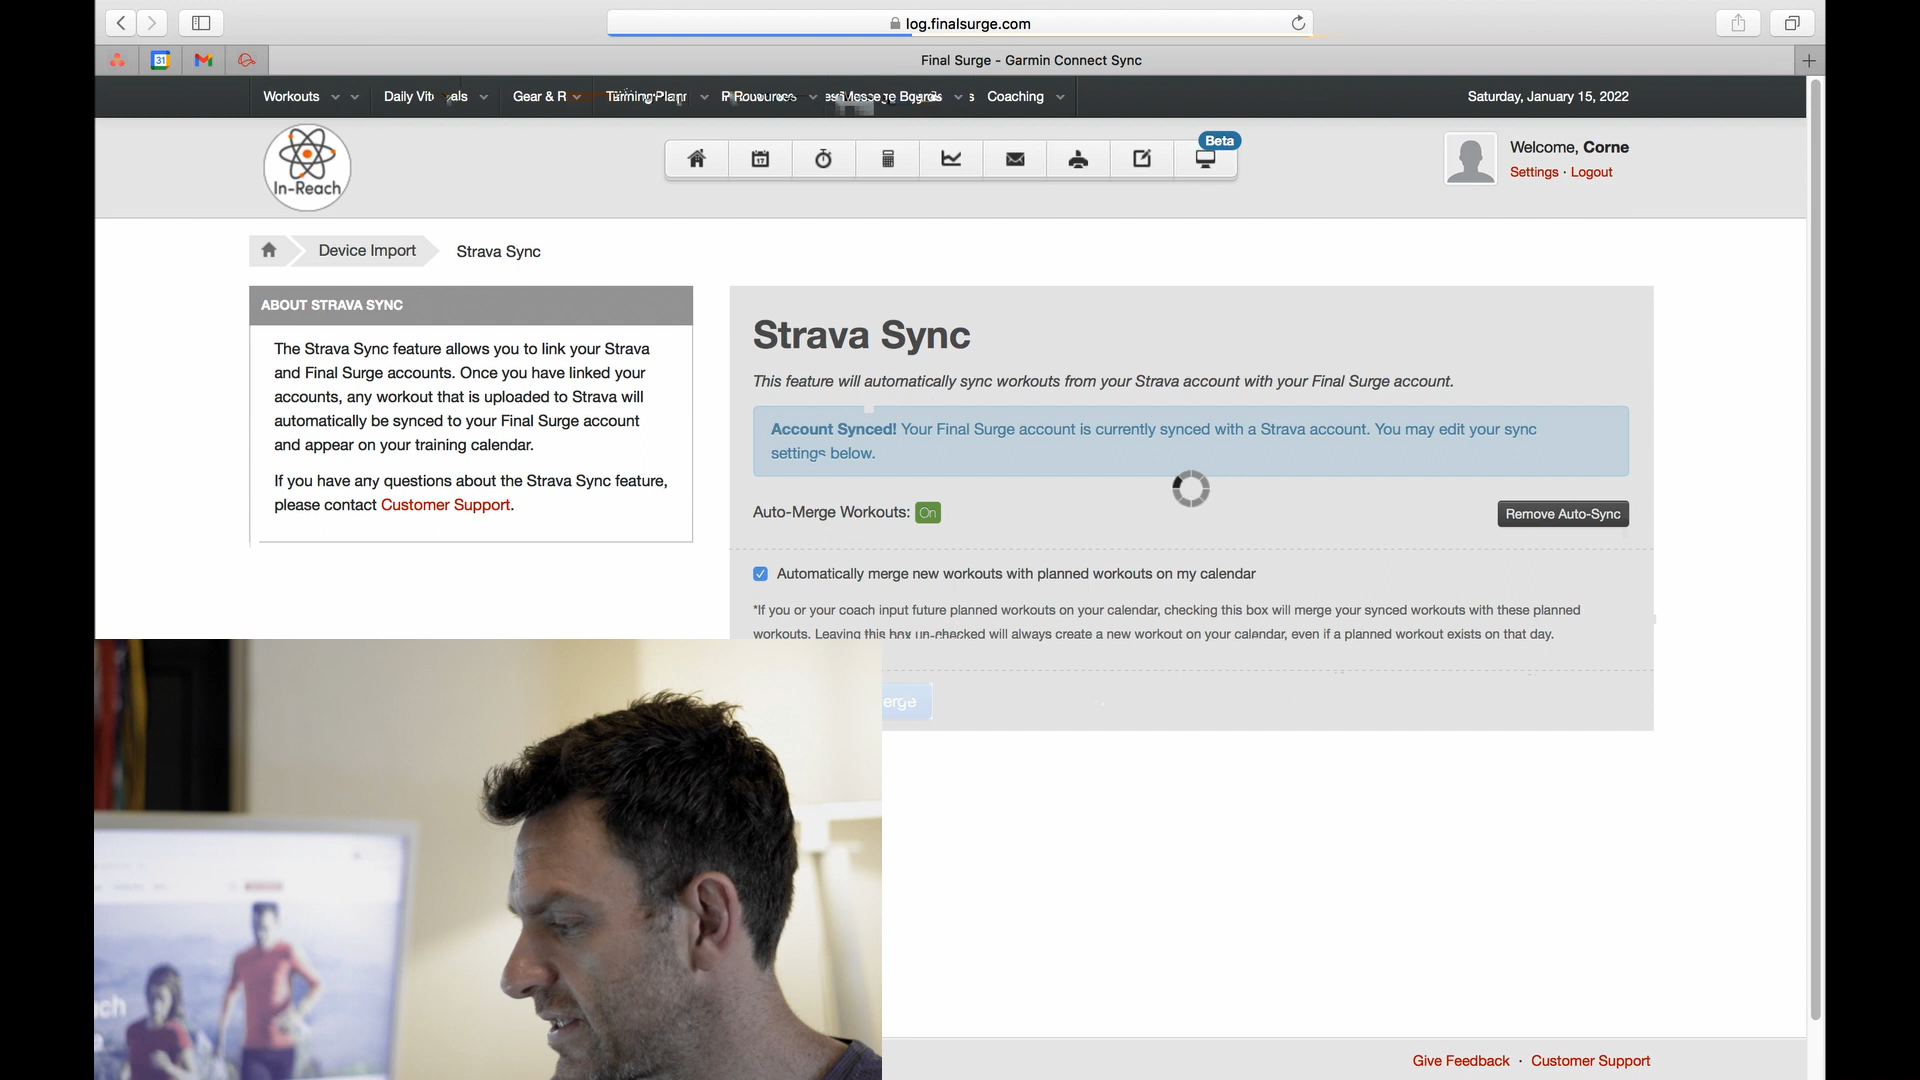 log.finalsurge.com
31
Final Surge - Garmin Connect Sync
Workouts
Gear & R
Coaching
Saturday, January 15, 2022
In-Reach
17
Beta
Welcome, Corne
Settings · Logout
Device Import
Strava Sync
ABOUT STRAVA SYNC
The Strava Sync feature allows you to link your Strava
and Final Surge accounts. Once you have linked your
accounts, any workout that is uploaded to Strava will
automatically be synced to your Final Surge account
and appear on your training calendar.
If you have any questions about the Strava Sync feature,
please contact Customer Support.
Strava Sync
This feature will automatically sync workouts from your Strava account with your Final Surge account.
Account Synced! Your Final Surge account is currently synced with a Strava account. You may edit your sync
settings below.
Auto-Merge Workouts: On
Remove Auto-Sync
Automatically merge new workouts with planned workouts on my calendar
*If you or your coach input future planned workouts on your calendar, checking this box will merge your synced workouts with these planned
workouts. Leaving this box un-checked will always create a new workout on your calendar, even if a planned workout exists on that day.
erge
Give Feedback · Customer Support